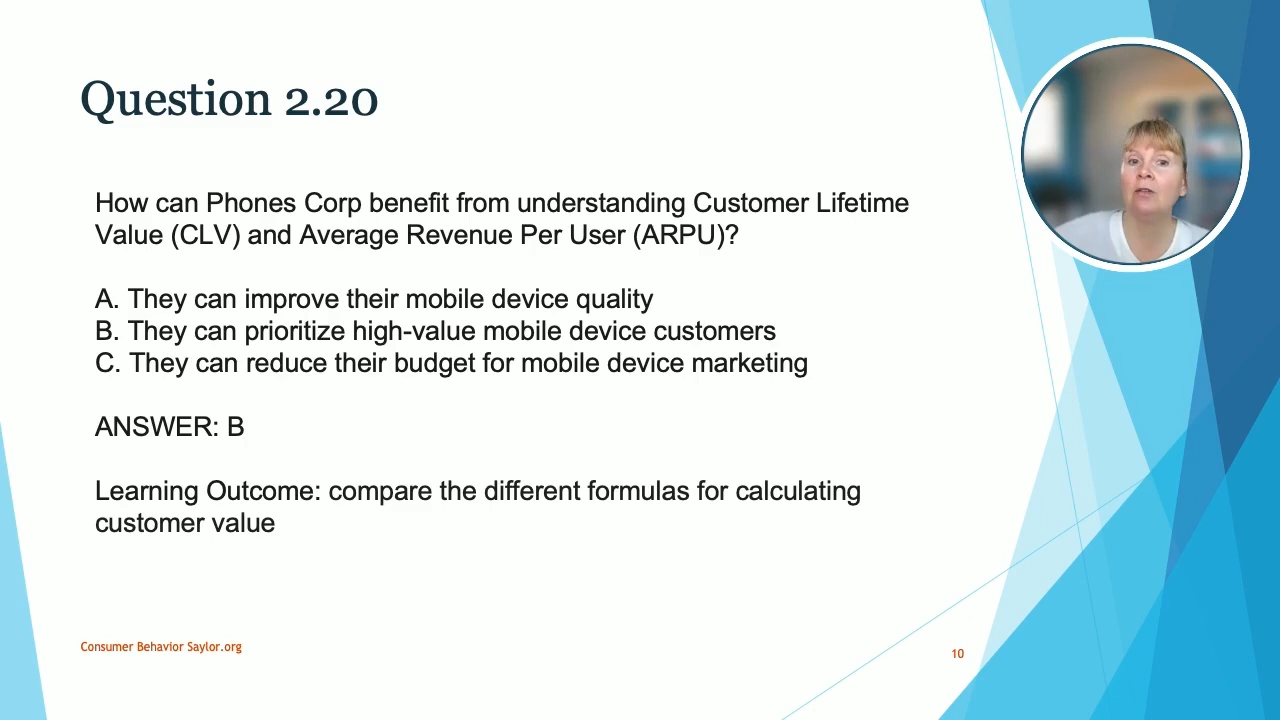 Question 2.20
How can Phones Corp benefit from understanding Customer Lifetime
Value (CLV) and Average Revenue Per User (ARPU)?
A. They can improve their mobile device quality
B. They can prioritize high-value mobile device customers
C. They can reduce their budget for mobile device marketing
ANSWER: B
Learning Outcome: compare the different formulas for calculating
customer value
Consumer Behavior Saylor.org
10